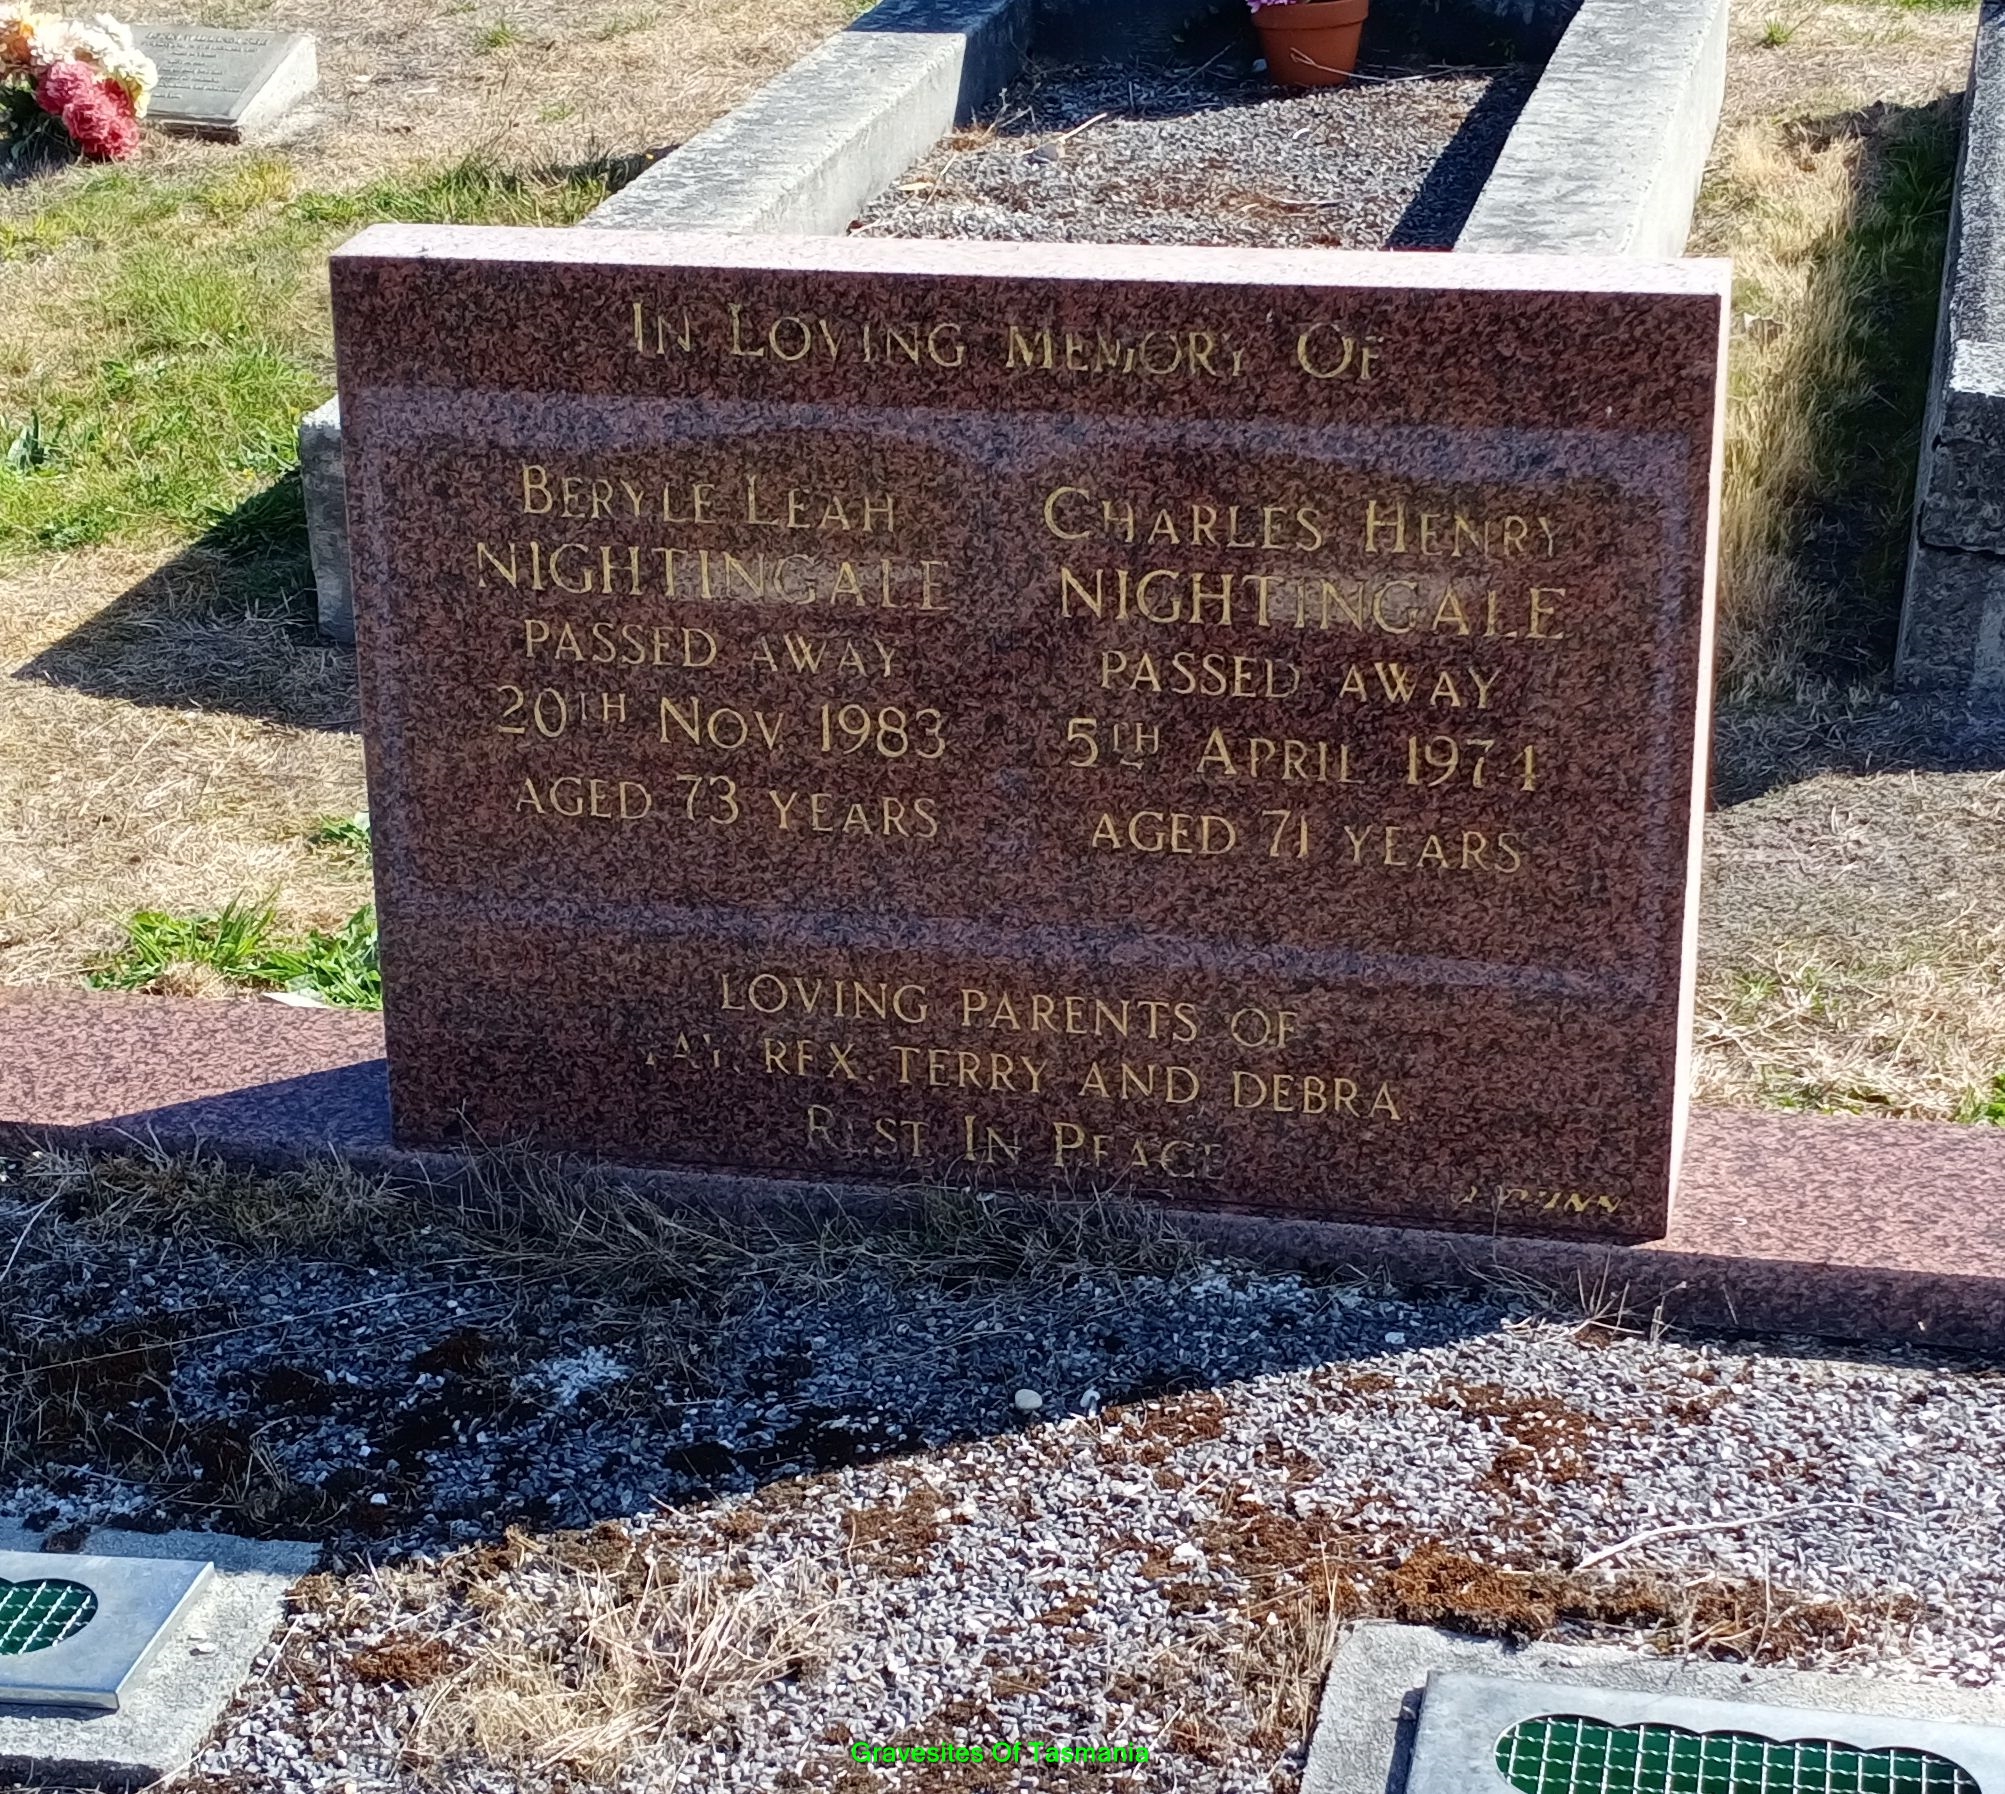 In Loving Memory Of
Beryle Leah
NIGHTINGALE
PASSED AWAY
20TH Nov 1983
AGED 73 YEARS
Charles Henry
NIGHTINGALE
PASSED AWAY
5TH April 1974
AGED 71 YEARS
LOVING PARENTS OF
REX, TERRY AND DEBRA
Rest In Peace
Gravesites Of Tasmania